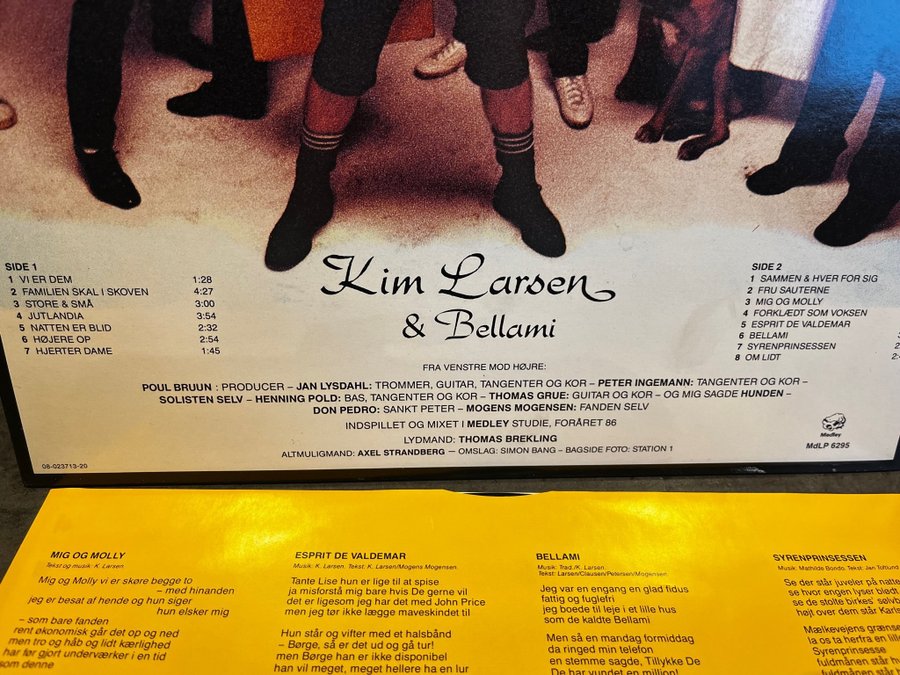 SIDE 1
1 VI ER DEM 1:28
2 FAMILIEN SKAL I SKOVEN 4:27
3 STORE & SMÅ 3:00
4 JUTLANDIA 3:54
5 NATTEN ER BLID 2:32
6 HØJERE OP 2:54
7 HJERTER DAME 1:45
Kim Larsen
& Bellami
SIDE 2
1 SAMMEN & HVER FOR SIG
2 FRU SAUTERNE
3 MIG OG MOLLY
4 FORKLÆDT SOM VOKSEN
5 ESPRIT DE VALDEMAR
6 BELLAMI
7 SYRENPRINSESSEN
8 OM LIDT
FRA VENSTRE MOD HØJRE:
POUL BRUUN : PRODUCER – JAN LYSDAHL: TROMMER, GUITAR, TANGENTER OG KOR – PETER INGEMANN: TANGENTER OG KOR –
SOLISTEN SELV – HENNING POLD: BAS, TANGENTER OG KOR – THOMAS GRUE: GUITAR OG KOR – OG MIG SAGDE HUNDEN –
DON PEDRO: SANKT PETER – MOGENS MOGENSEN: FANDEN SELV
INDSPILLET OG MIXET I MEDLEY STUDIE, FORÅRET 86
LYDMAND: THOMAS BREKLING
ALTMULIGMAND: AXEL STRANDBERG – OMSLAG: SIMON BANG – BAGSIDE FOTO: STATION 1
Medley
MdLP 6295
08-023713-20
MIG OG MOLLY
Tekst og musik: K. Larsen.
Mig og Molly vi er skøre begge to
– med hinanden
jeg er besat af hende og hun siger
hun elsker mig
– som bare fanden
rent økonomisk går det op og ned
men tro og håb og lidt kærlighed
har før gjort underværker i en tid
som denne
ESPRIT DE VALDEMAR
Musik: K. Larsen. Tekst: K. Larsen/Mogens Mogensen.
Tante Lise hun er lige til at spise
ja misforstå mig bare hvis De gerne vil
det er ligesom jeg har det med John Price
men jeg tør ikke lægge maveskindet til
Hun står og vifter med et halsbånd
– Børge, så er det ud og gå tur!
men Børge han er ikke disponibel
han vil meget, meget hellere ha en lur
BELLAMI
Musik: Trad./K. Larsen.
Tekst: Larsen/Clausen/Petersen/Mogensen.
Jeg var en engang en glad fidus
fattig og fuglefri
jeg boede til leje i et lille hus
som de kaldte Bellami
Men så en mandag formiddag
da ringed min telefon
en stemme sagde, Tillykke De
De har vundet en million!
SYRENPRINSESSEN
Musik: Mathilde Bondo. Tekst: Jan Toftlund
Se der står juveler på natte
se hvor engen lyser bledt
se de stolte birkes' sølvb
højt over dem står Karls
Mælkevejens grænse
la os ta herfra en lille
Syrenprinsesse
fuldmånen står h
fuldmånen står h